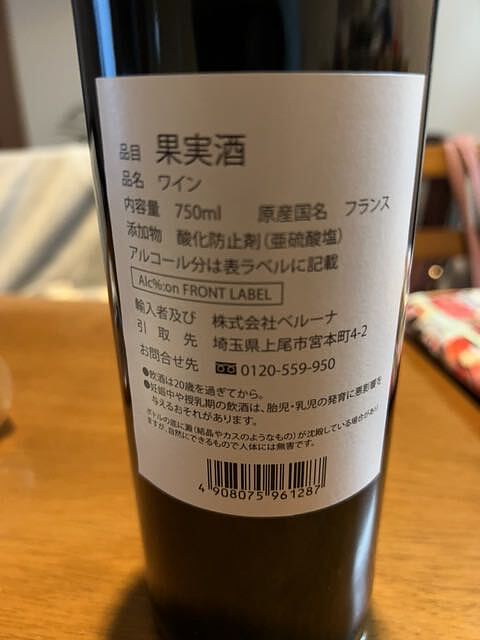 品目 果実酒
品名 ワイン
内容量 750ml 原産国名 フランス
添加物 酸化防止剤(亜硫酸塩)
アルコール分は表ラベルに記載
Alc%:on FRONT LABEL
輸入者及び 株式会社ベルーナ
引取先 埼玉県上尾市宮本町4-2
お問合せ先 0120-559-950
●飲酒は20歳を過ぎてから。
●妊娠中や授乳期の飲酒は、胎児・乳児の発育に悪影響を
与えるおそれがあります。
ボトルの底に澱(結晶やカスのようなもの)が沈殿している場合があり
ますが、自然にできるもので人体には無害です。
4 908075 961287